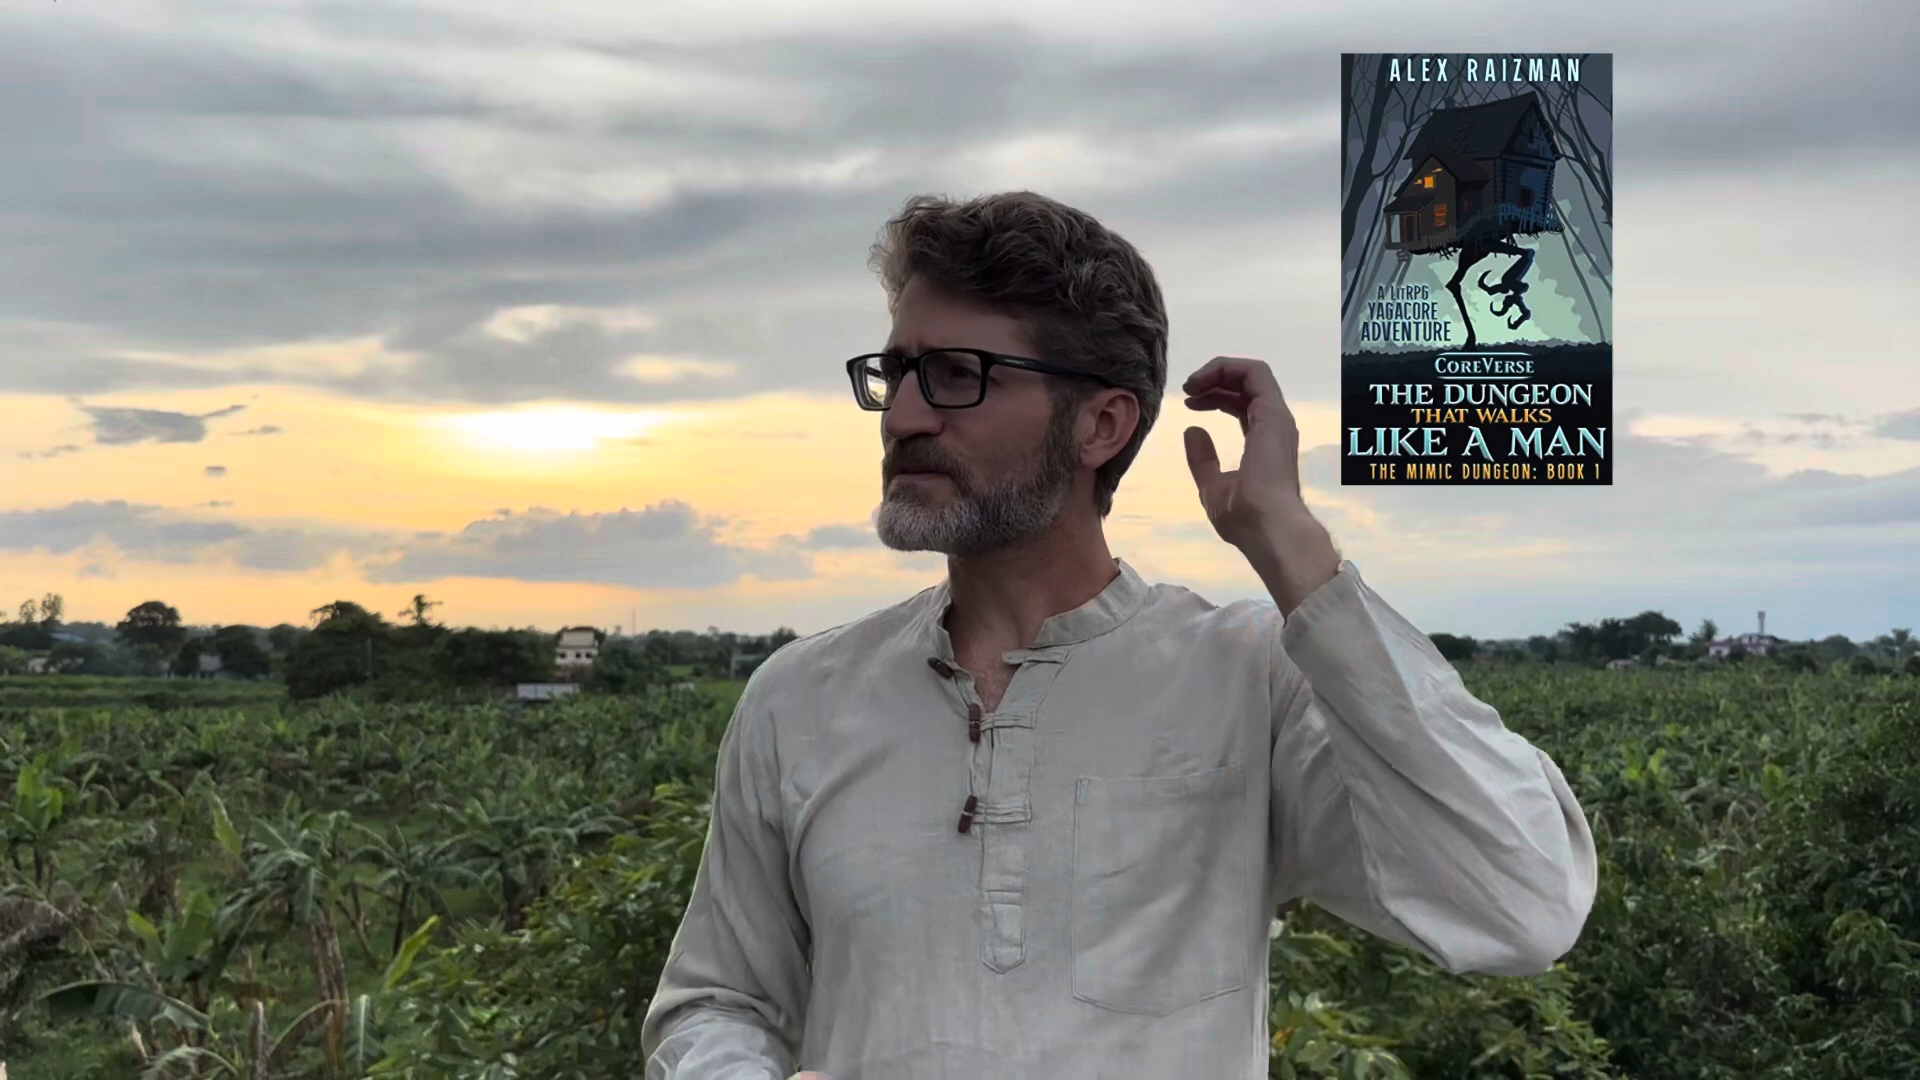 ALEX RAIZMAN
A LITRPG
YAGACORE
ADVENTURE
COREVERSE
THE DUNGEON
THAT WALKS
LIKE A MAN
THE MIMIC DUNGEON: BOOK 1